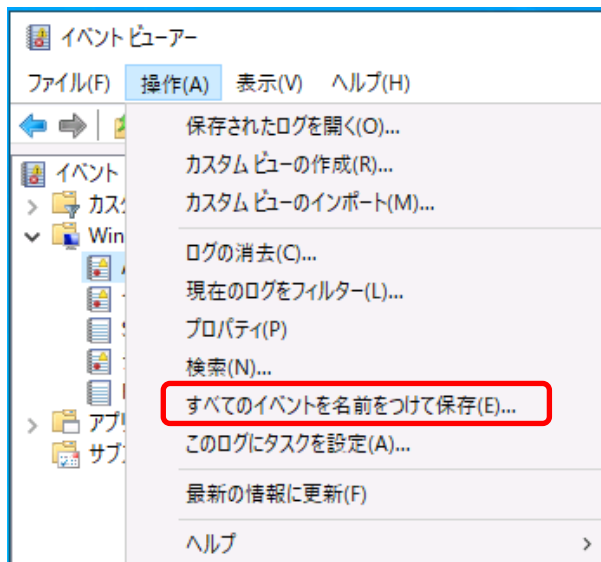 イベント ビューアー
ファイル(F) 操作(A) 表示(V) ヘルプ(H)
保存されたログを開く(O)...
カスタム ビューの作成(R)...
カスタム ビューのインポート(M)...
ログの消去(C)...
現在のログをフィルター(L)...
プロパティ(P)
検索(N)...
すべてのイベントを名前をつけて保存(E)...
このログにタスクを設定(A)...
最新の情報に更新(F)
ヘルプ
イベント
カス
Win
アプ
サブ